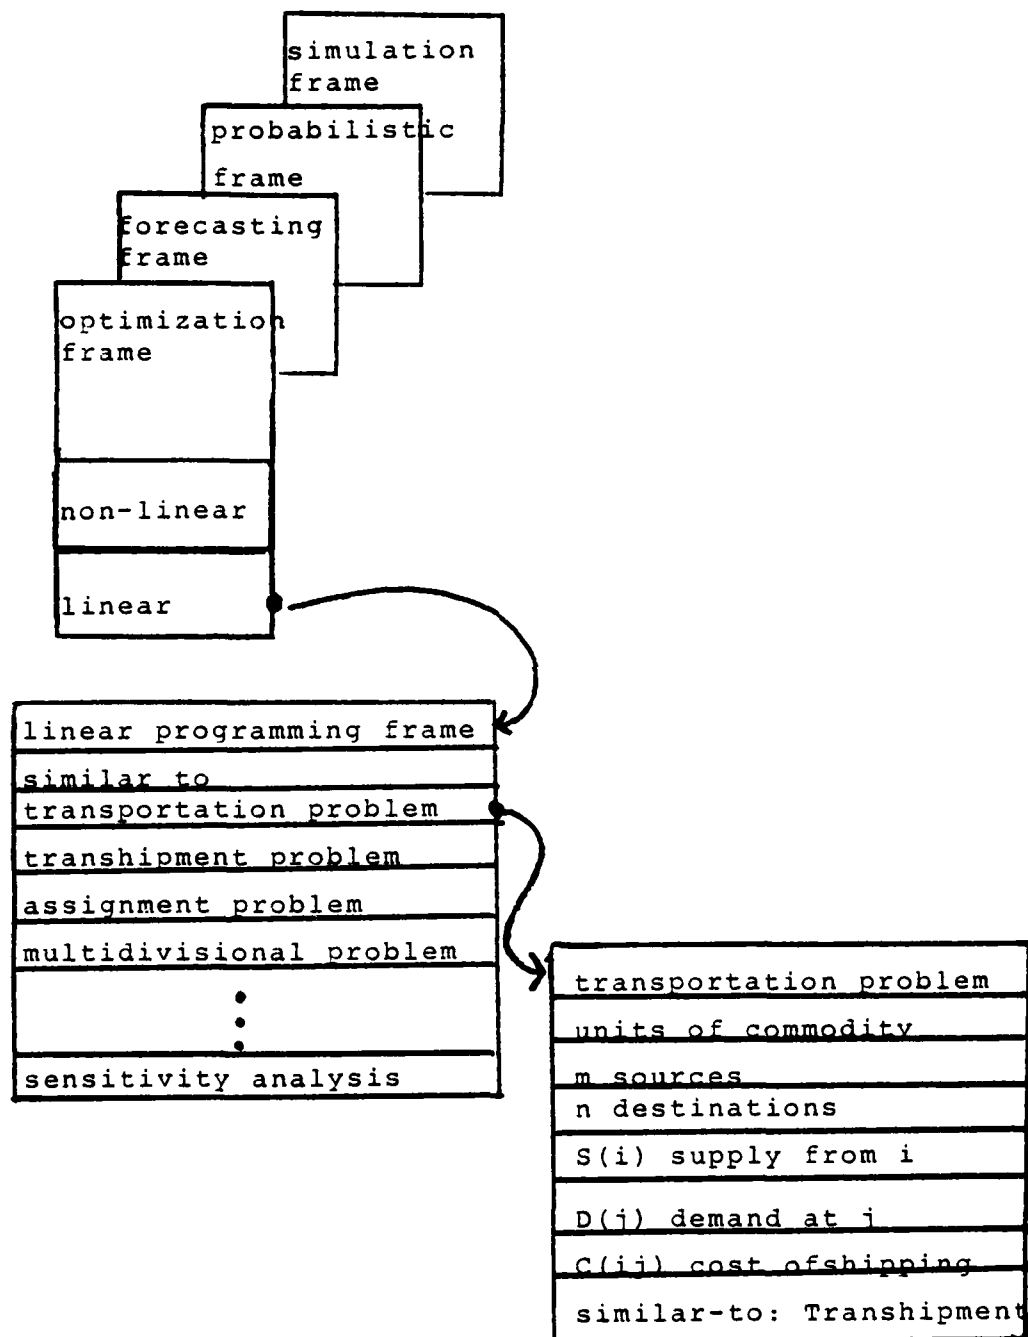 simulation
frame
probabilistic
frame
forecasting
frame
optimization
frame
non-linear
linear
linear programming frame
similar to
transportation problem
transhipment problem
assignment problem
multidivisional problem
sensitivity analysis
transportation problem
units of commodity
m sources
n destinations
S(i) supply from i
D(j) demand at j
C(ij) cost ofshipping
similar-to: Transhipment